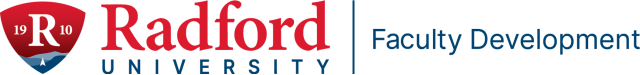 19 R 10
Radford
UNIVERSITY
Faculty Development